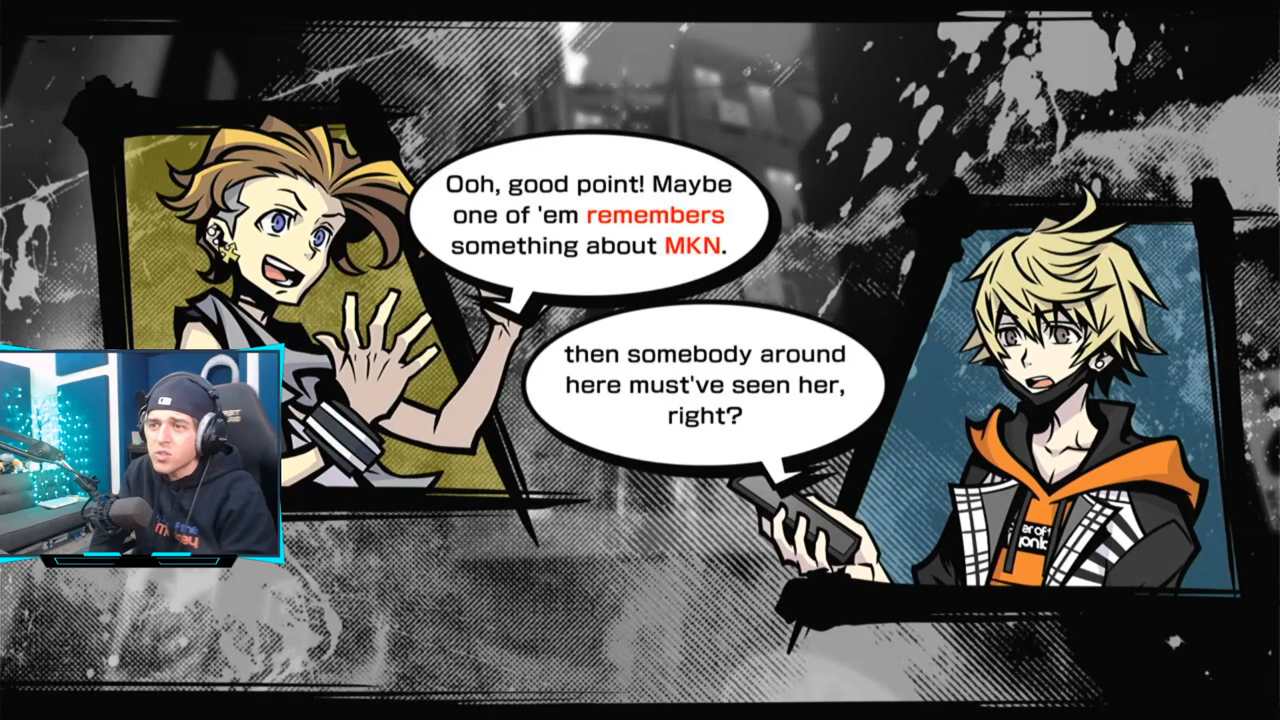 Ooh, good point! Maybe
one of 'em remembers
something about MKN.
then somebody around
here must've seen her,
right?